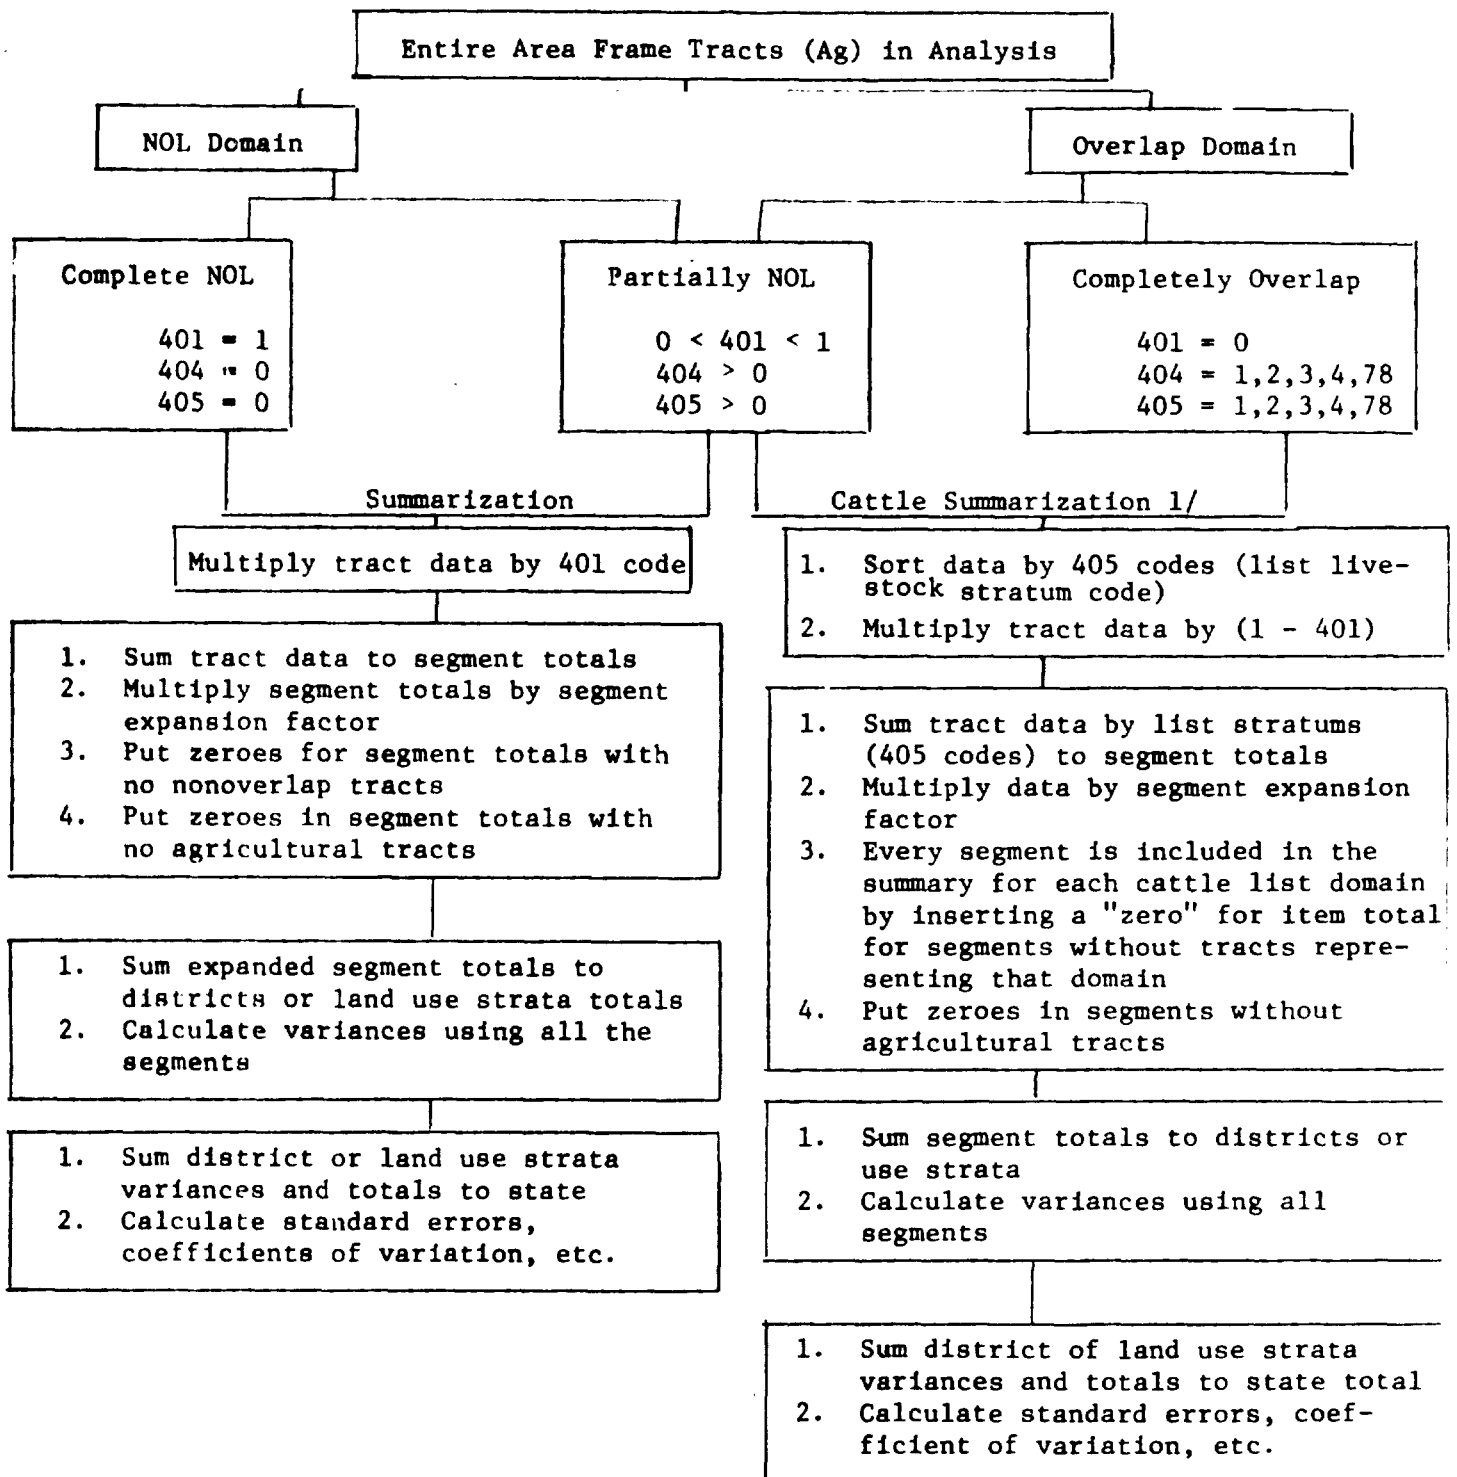 Entire Area Frame Tracts (Ag) in Analysis
NOL Domain
Overlap Domain
Complete NOL
401 = 1
404 = 0
405 = 0
Partially NOL
0 < 401 < 1
404 > 0
405 > 0
Completely Overlap
401 = 0
404 = 1,2,3,4,78
405 = 1,2,3,4,78
Summarization
Multiply tract data by 401 code
1. Sum tract data to segment totals
2. Multiply segment totals by segment
expansion factor
3. Put zeroes for segment totals with
no nonoverlap tracts
4. Put zeroes in segment totals with
no agricultural tracts
1. Sum expanded segment totals to
districts or land use strata totals
2. Calculate variances using all the
segments
1. Sum district or land use strata
variances and totals to state
2. Calculate standard errors,
coefficients of variation, etc.
Cattle Summarization 1/
1. Sort data by 405 codes (list live-
stock stratum code)
2. Multiply tract data by (1 - 401)
1. Sum tract data by list stratums
(405 codes) to segment totals
2. Multiply data by segment expansion
factor
3. Every segment is included in the
summary for each cattle list domain
by inserting a "zero" for item total
for segments without tracts repre-
senting that domain
4. Put zeroes in segments without
agricultural tracts
1. Sum segment totals to districts or
use strata
2. Calculate variances using all
segments
1. Sum district of land use strata
variances and totals to state total
2. Calculate standard errors, coef-
ficient of variation, etc.